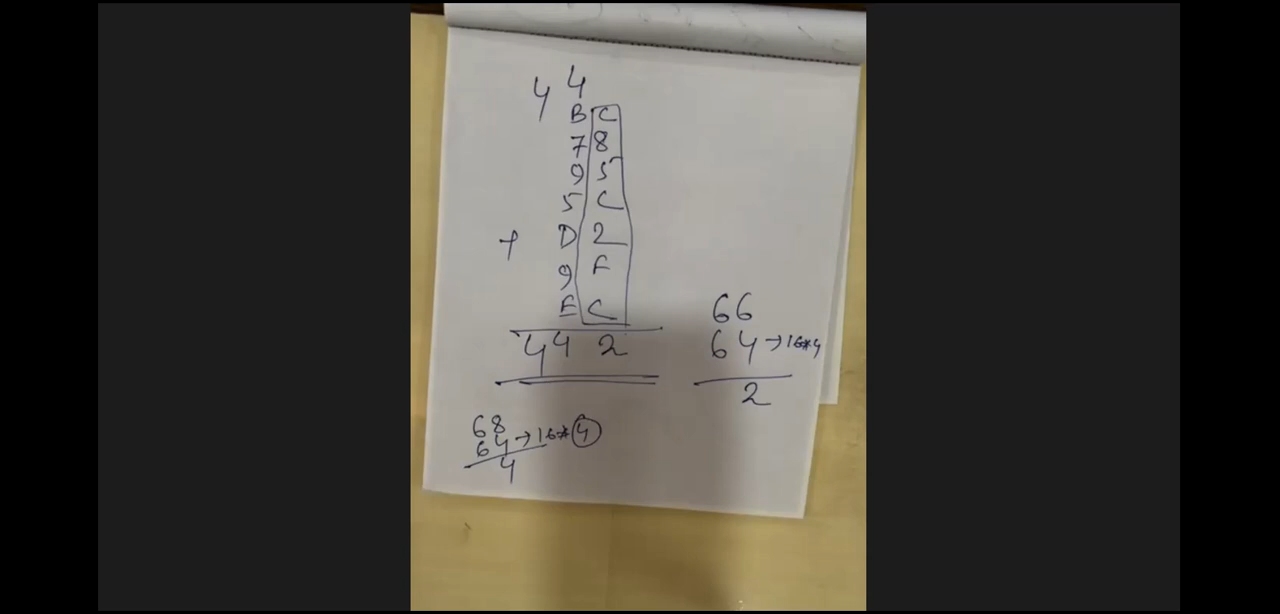 4 4
B C
7 8
9 5
5 C
+ D 2
9 F
E C
4 4 2
66
64 → 16*4
2
68
64 → 16*4
4